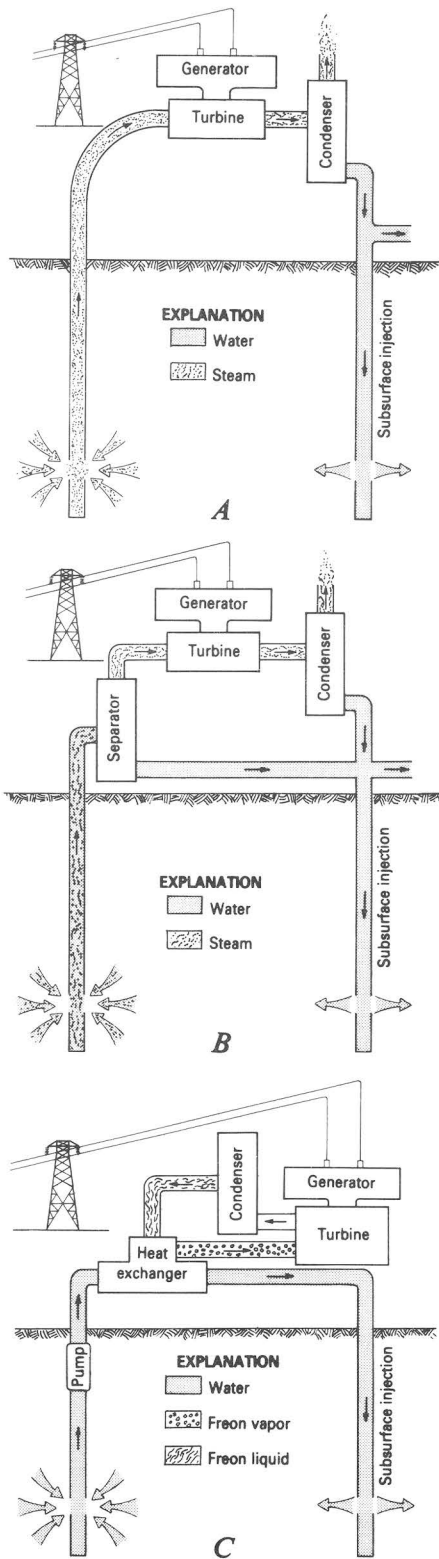 Generator
Turbine
Condenser
EXPLANATION
Water
Steam
Subsurface injection
A
Generator
Turbine
Separator
Condenser
EXPLANATION
Water
Steam
Subsurface injection
B
Condenser
Generator
Turbine
Heat
exchanger
Pump
EXPLANATION
Water
Freon vapor
Freon liquid
Subsurface injection
C